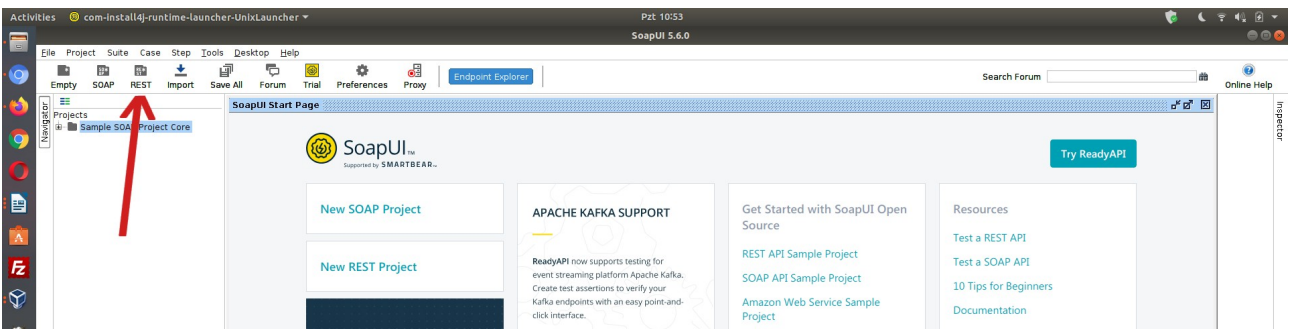 Activities com-install4j-runtime-launcher-UnixLauncher Pzt 10:53
SoapUI 5.6.0
File Project Suite Case Step Tools Desktop Help
Empty SOAP REST Import Save All Forum Trial Preferences Proxy Endpoint Explorer Search Forum Online Help
Navigator
Projects
Sample SOAP Project Core
SoapUI Start Page
Inspector
SoapUI™
Supported by SMARTBEAR™
Try ReadyAPI
New SOAP Project
New REST Project
APACHE KAFKA SUPPORT
ReadyAPI now supports testing for
event streaming platform Apache Kafka.
Create test assertions to verify your
Kafka endpoints with an easy point-and-
click interface.
Get Started with SoapUI Open
Source
REST API Sample Project
SOAP API Sample Project
Amazon Web Service Sample
Project
Resources
Test a REST API
Test a SOAP API
10 Tips for Beginners
Documentation